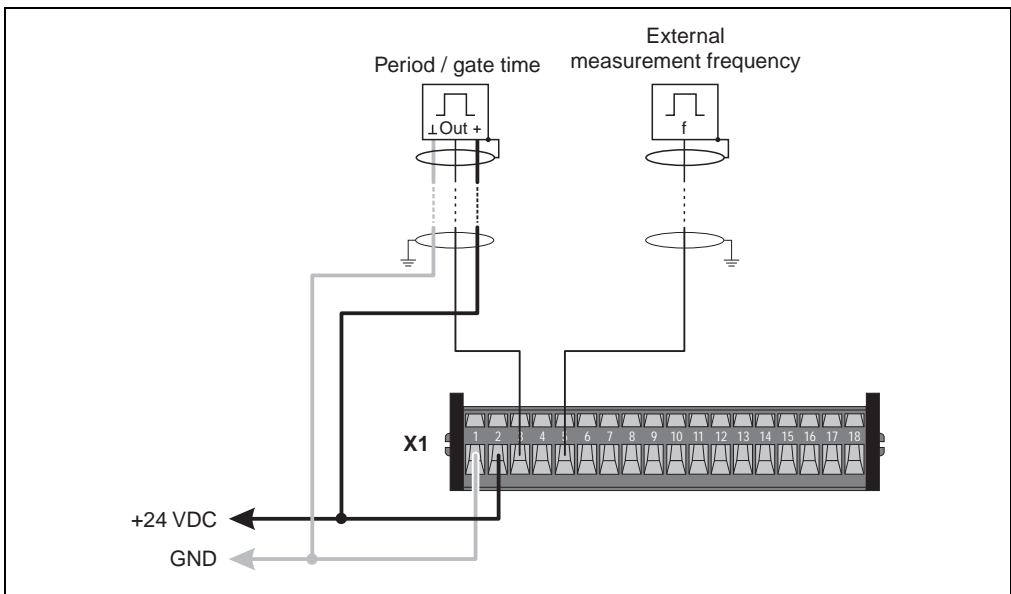 External
Period / gate time
measurement frequency
⊥Out +
f
X1
1 2 3 4 5 6 7 8 9 10 11 12 13 14 15 16 17 18
+24 VDC
GND